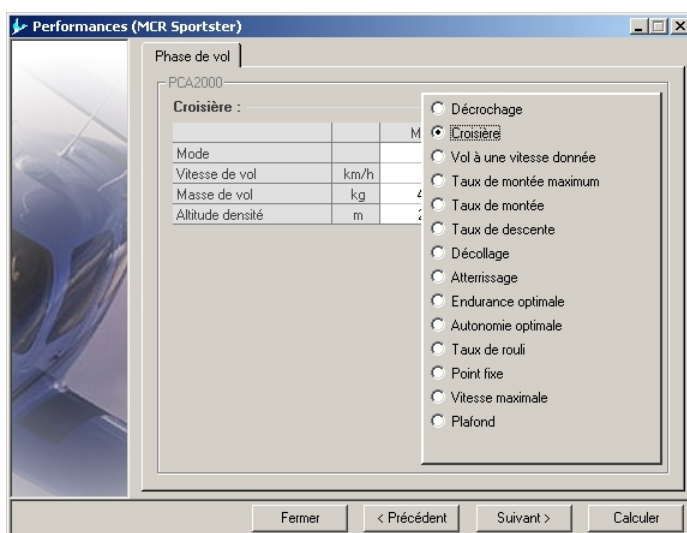 Performances (MCR Sportster)
Phase de vol
PCA2000
Croisière :
Mode
Vitesse de vol km/h
Masse de vol kg
Altitude densité m
Décrochage
Croisière
Vol à une vitesse donnée
Taux de montée maximum
Taux de montée
Taux de descente
Décollage
Atterrissage
Endurance optimale
Autonomie optimale
Taux de rouli
Point fixe
Vitesse maximale
Plafond
Fermer < Précédent Suivant > Calculer